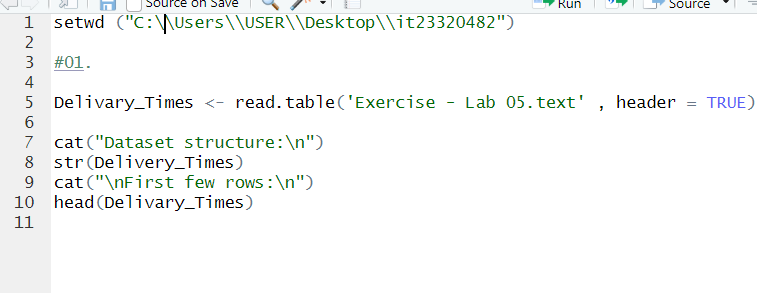 Source on Save Run Source
1 setwd ("C:\\Users\\USER\\Desktop\\it23320482")
2
3 #01.
4
5 Delivary_Times <- read.table('Exercise - Lab 05.text' , header = TRUE)
6
7 cat("Dataset structure:\n")
8 str(Delivery_Times)
9 cat("\nFirst few rows:\n")
10 head(Delivary_Times)
11